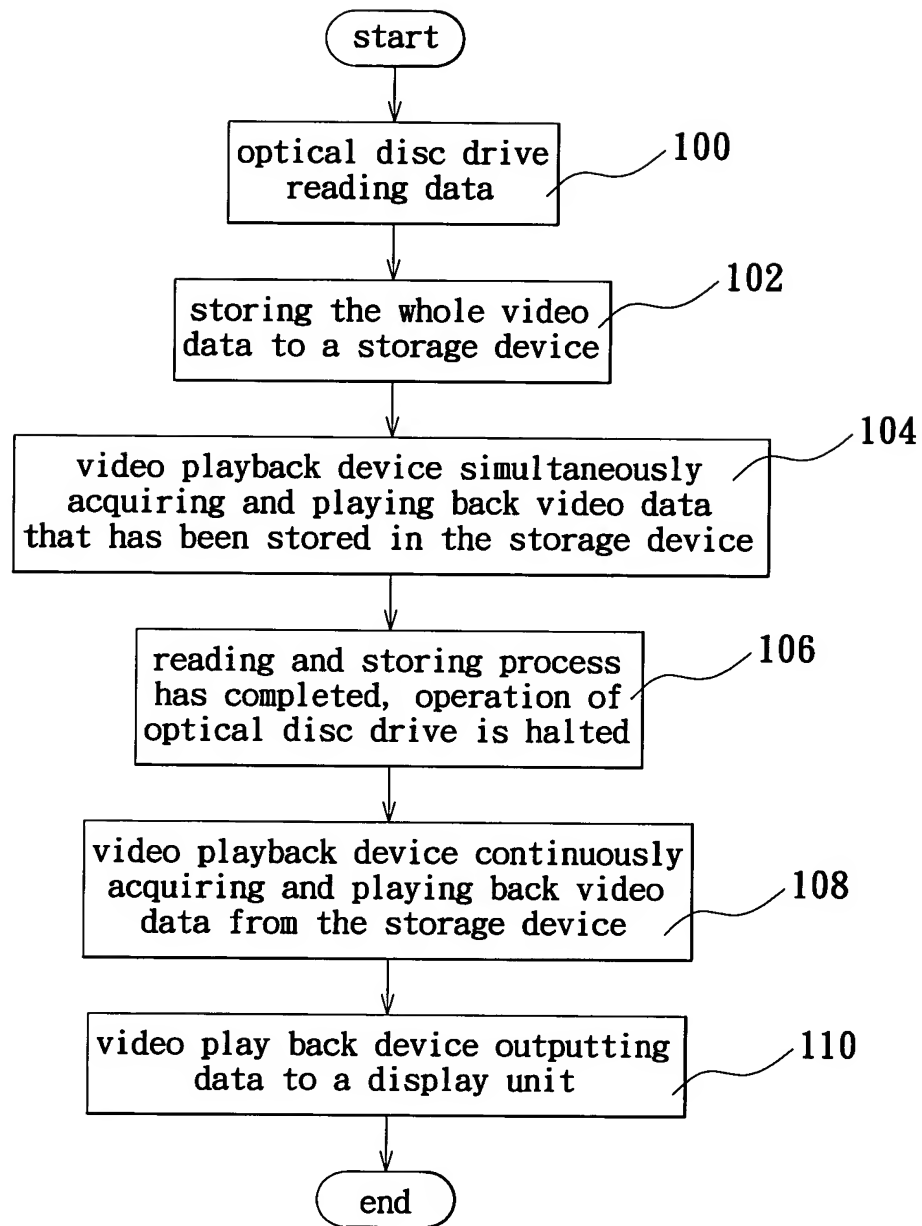 start
optical disc drive
reading data
100
storing the whole video
data to a storage device
102
video playback device simultaneously
acquiring and playing back video data
that has been stored in the storage device
104
reading and storing process
has completed, operation of
optical disc drive is halted
106
video playback device continuously
acquiring and playing back video
data from the storage device
108
video play back device outputting
data to a display unit
110
end